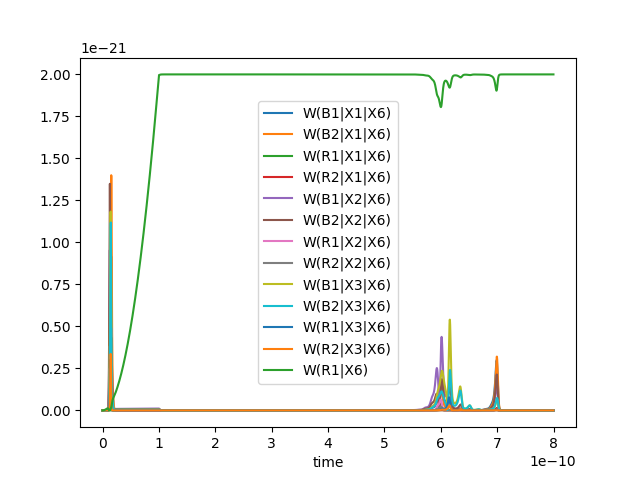 1e−21
2.00
1.75
1.50
1.25
1.00
0.75
0.50
0.25
0.00
W(B1|X1|X6)
W(B2|X1|X6)
W(R1|X1|X6)
W(R2|X1|X6)
W(B1|X2|X6)
W(B2|X2|X6)
W(R1|X2|X6)
W(R2|X2|X6)
W(B1|X3|X6)
W(B2|X3|X6)
W(R1|X3|X6)
W(R2|X3|X6)
W(R1|X6)
0 1 2 3 4 5 6 7 8
time
1e−10